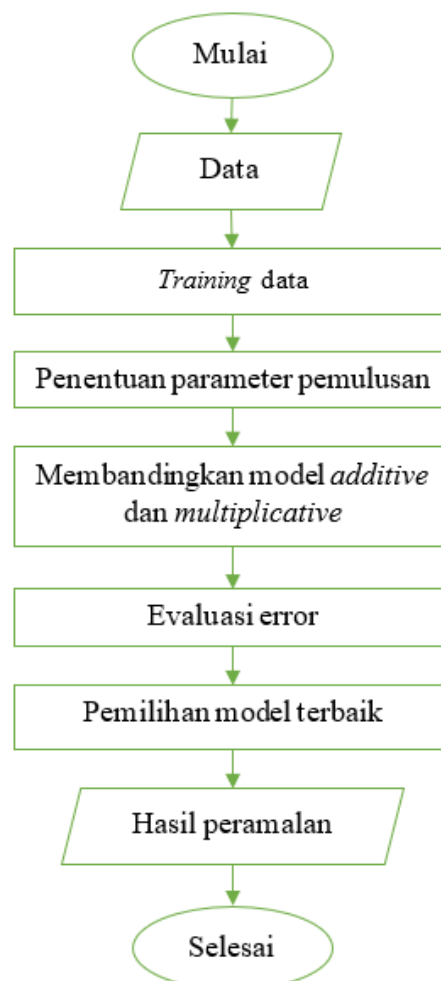 Mulai
Data
Training data
Penentuan parameter pemulusan
Membandingkan model additive
dan multiplicative
Evaluasi error
Pemilihan model terbaik
Hasil peramalan
Selesai